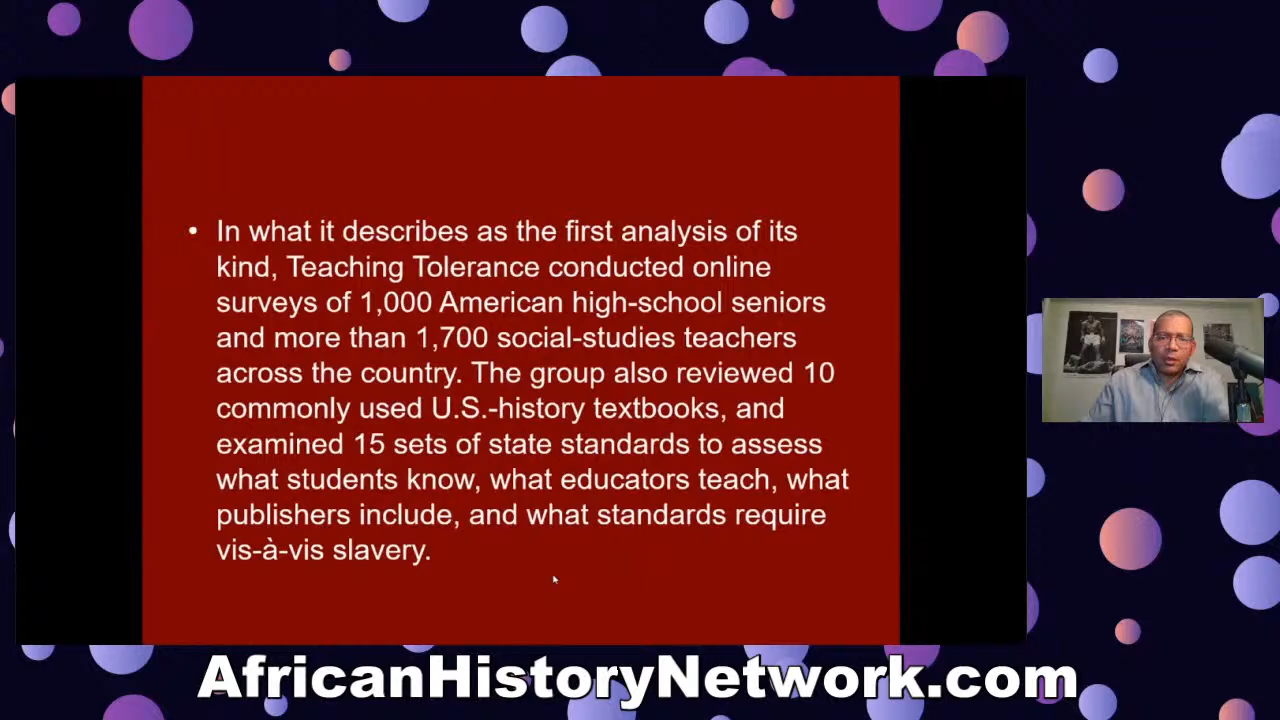 • In what it describes as the first analysis of its
kind, Teaching Tolerance conducted online
surveys of 1,000 American high-school seniors
and more than 1,700 social-studies teachers
across the country. The group also reviewed 10
commonly used U.S.-history textbooks, and
examined 15 sets of state standards to assess
what students know, what educators teach, what
publishers include, and what standards require
vis-à-vis slavery.
AfricanHistoryNetwork.com